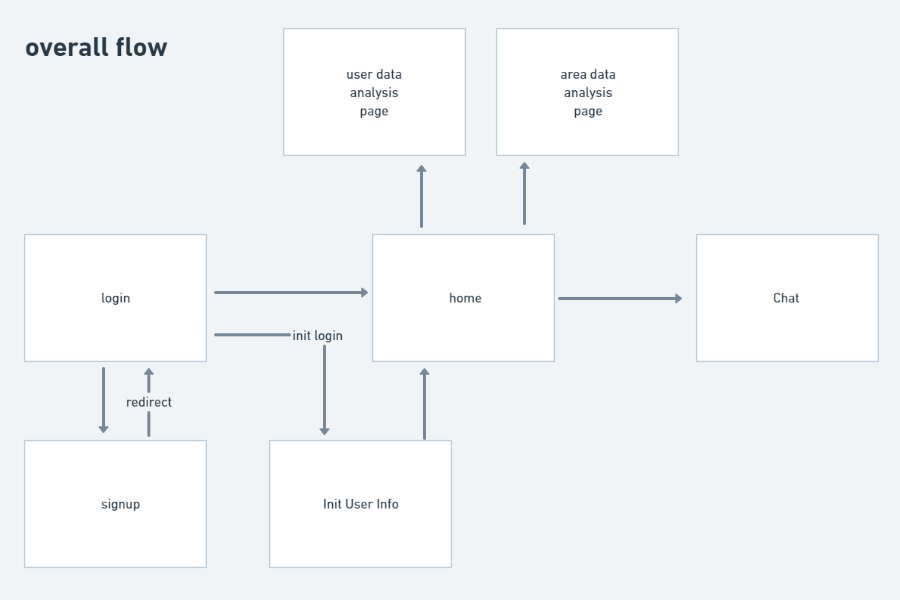 overall flow
user data
analysis
page
area data
analysis
page
login
home
Chat
init login
redirect
signup
Init User Info